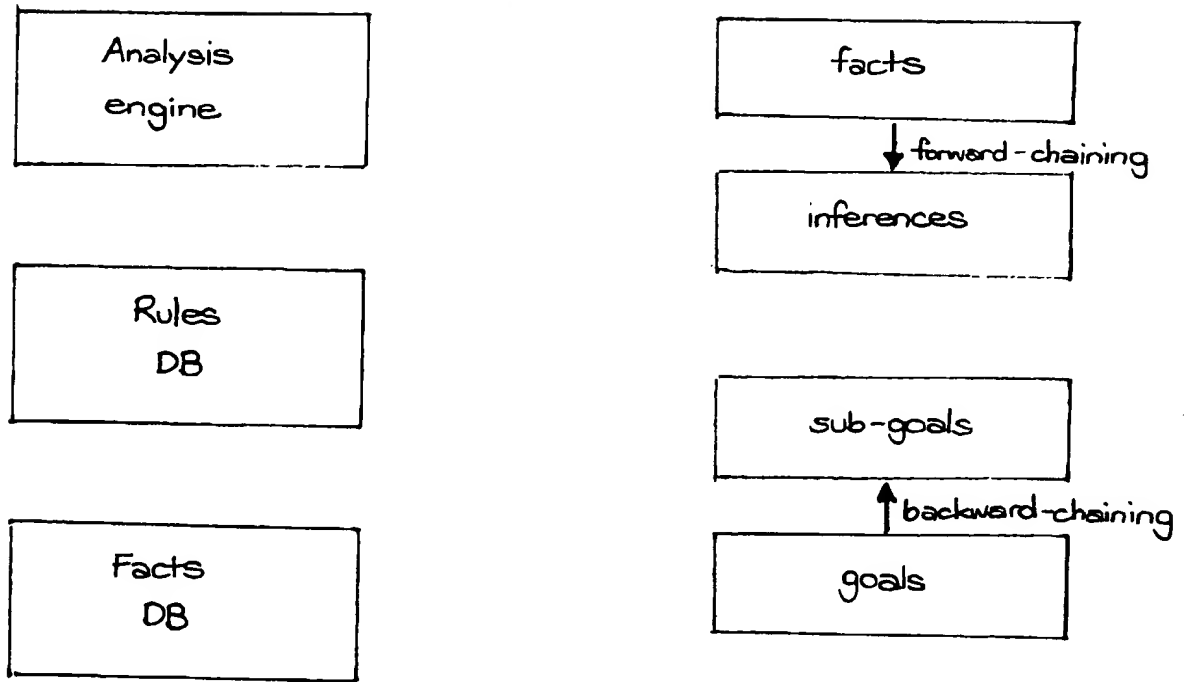 Analysis
engine
Rules
DB
Facts
DB
facts
forward-chaining
inferences
sub-goals
backward-chaining
goals